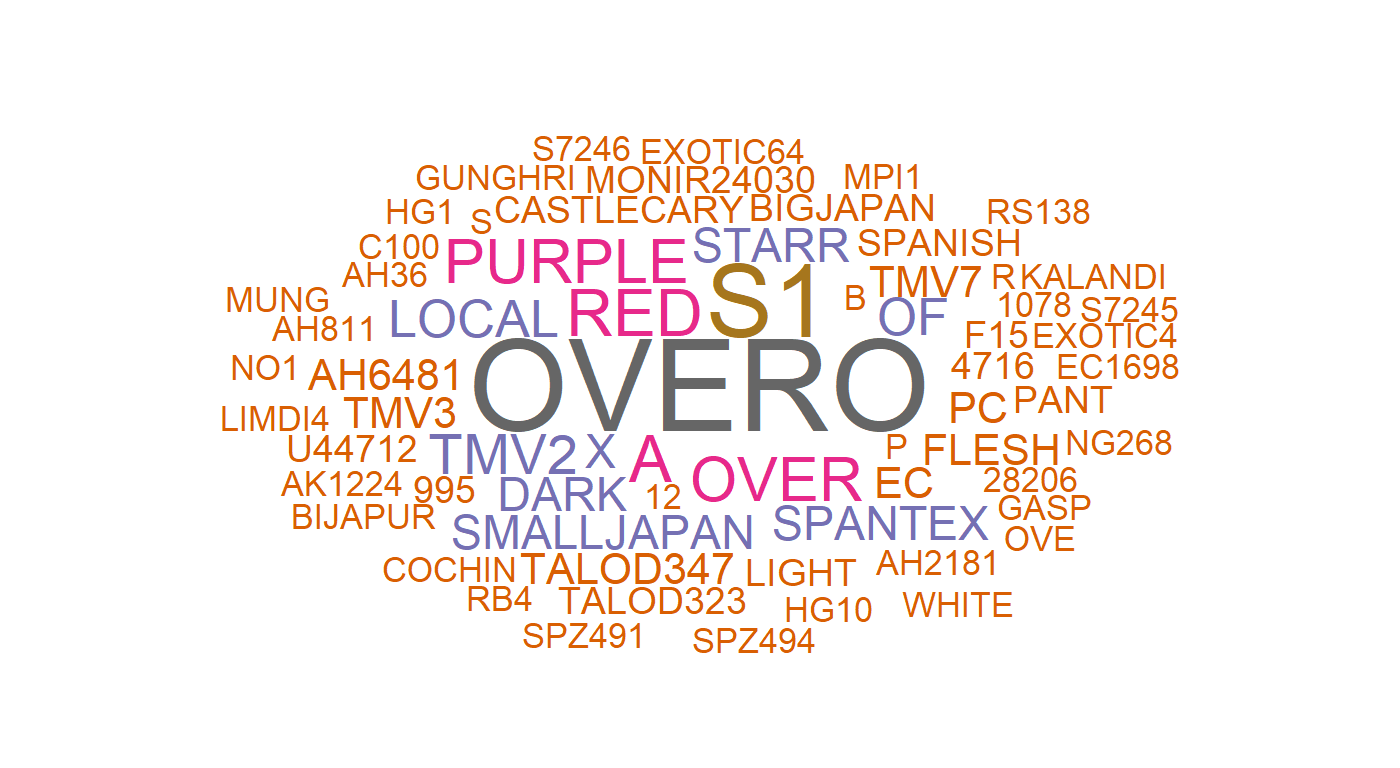 S7246 EXOTIC64
GUNGHRI MONIR24030 MPI1
HG1 S CASTLECARY BIGJAPAN RS138
C100 PURPLE STARR SPANISH
AH36 TMV7 R KALANDI
MUNG LOCAL RED S1 B OF 1078 S7245
AH811 F15 EXOTIC4
NO1 AH6481 OVERO 4716 EC1698
LIMDI4 TMV3 PC PANT
U44712 TMV2 X A P FLESH NG268
AK1224 995 DARK 12 OVER EC 28206
BIJAPUR SMALLJAPAN SPANTEX GASP
OVE
COCHIN TALOD347 LIGHT AH2181
RB4 TALOD323 HG10 WHITE
SPZ491 SPZ494